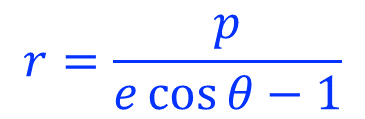 r = p / (e cos θ − 1)